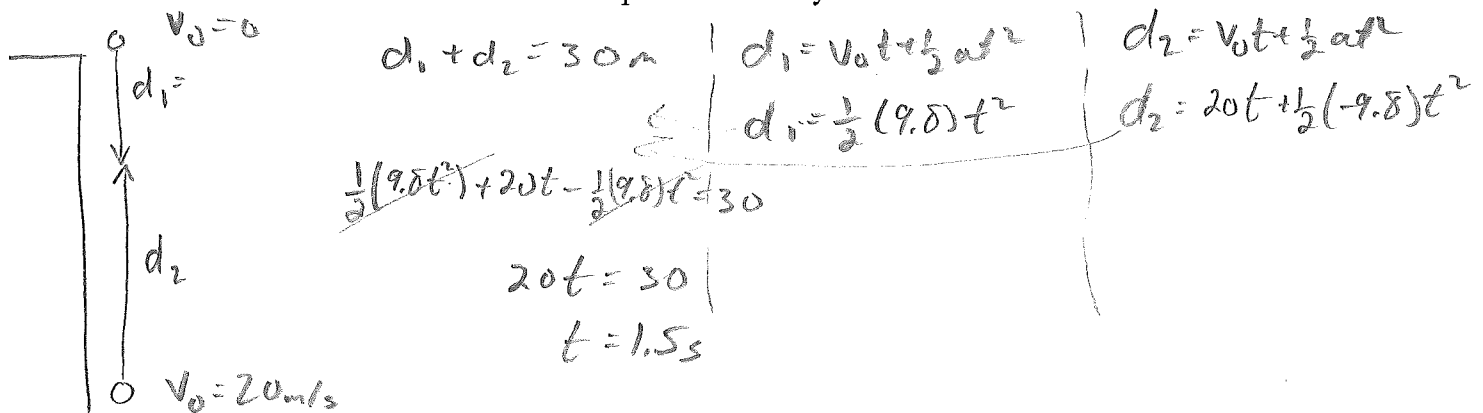 V₀=0
d₁=
d₂
V₀=20m/s
d₁+d₂=30m
½(9.8t²)+20t-½(9.8)t²=30
20t=30
t=1.5s
d₁=V₀t+½at²
d₁=½(9.8)t²
d₂=V₀t+½at²
d₂=20t+½(-9.8)t²